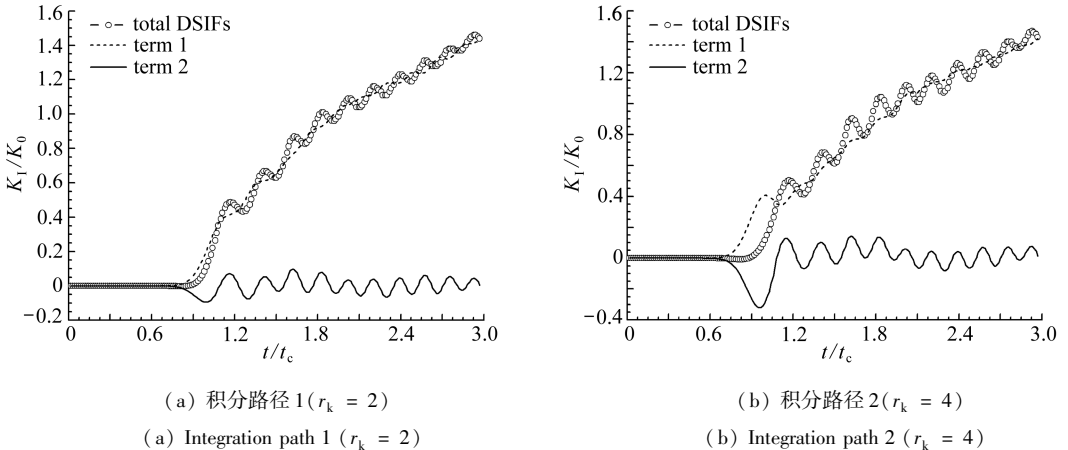 1.6
1.4
1.2
1.0
0.8
0.6
0.4
0.2
0
−0.2
K_I/K_0
total DSIFs
term 1
term 2
0 0.6 1.2 1.8 2.4 3.0
t/t_c
(a) 积分路径 1(r_k = 2)
(a) Integration path 1 (r_k = 2)
1.6
1.2
0.8
0.4
0
−0.4
K_I/K_0
total DSIFs
term 1
term 2
0 0.6 1.2 1.8 2.4 3.0
t/t_c
(b) 积分路径 2(r_k = 4)
(b) Integration path 2 (r_k = 4)